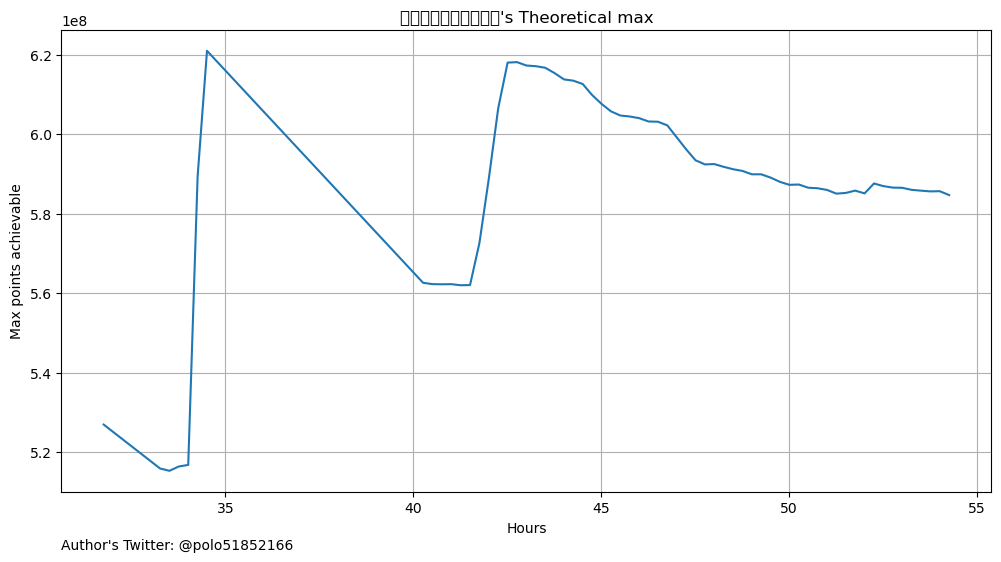 's Theoretical max
1e8
6.2
6.0
5.8
5.6
5.4
5.2
Max points achievable
35
40
45
50
55
Hours
Author's Twitter: @polo51852166